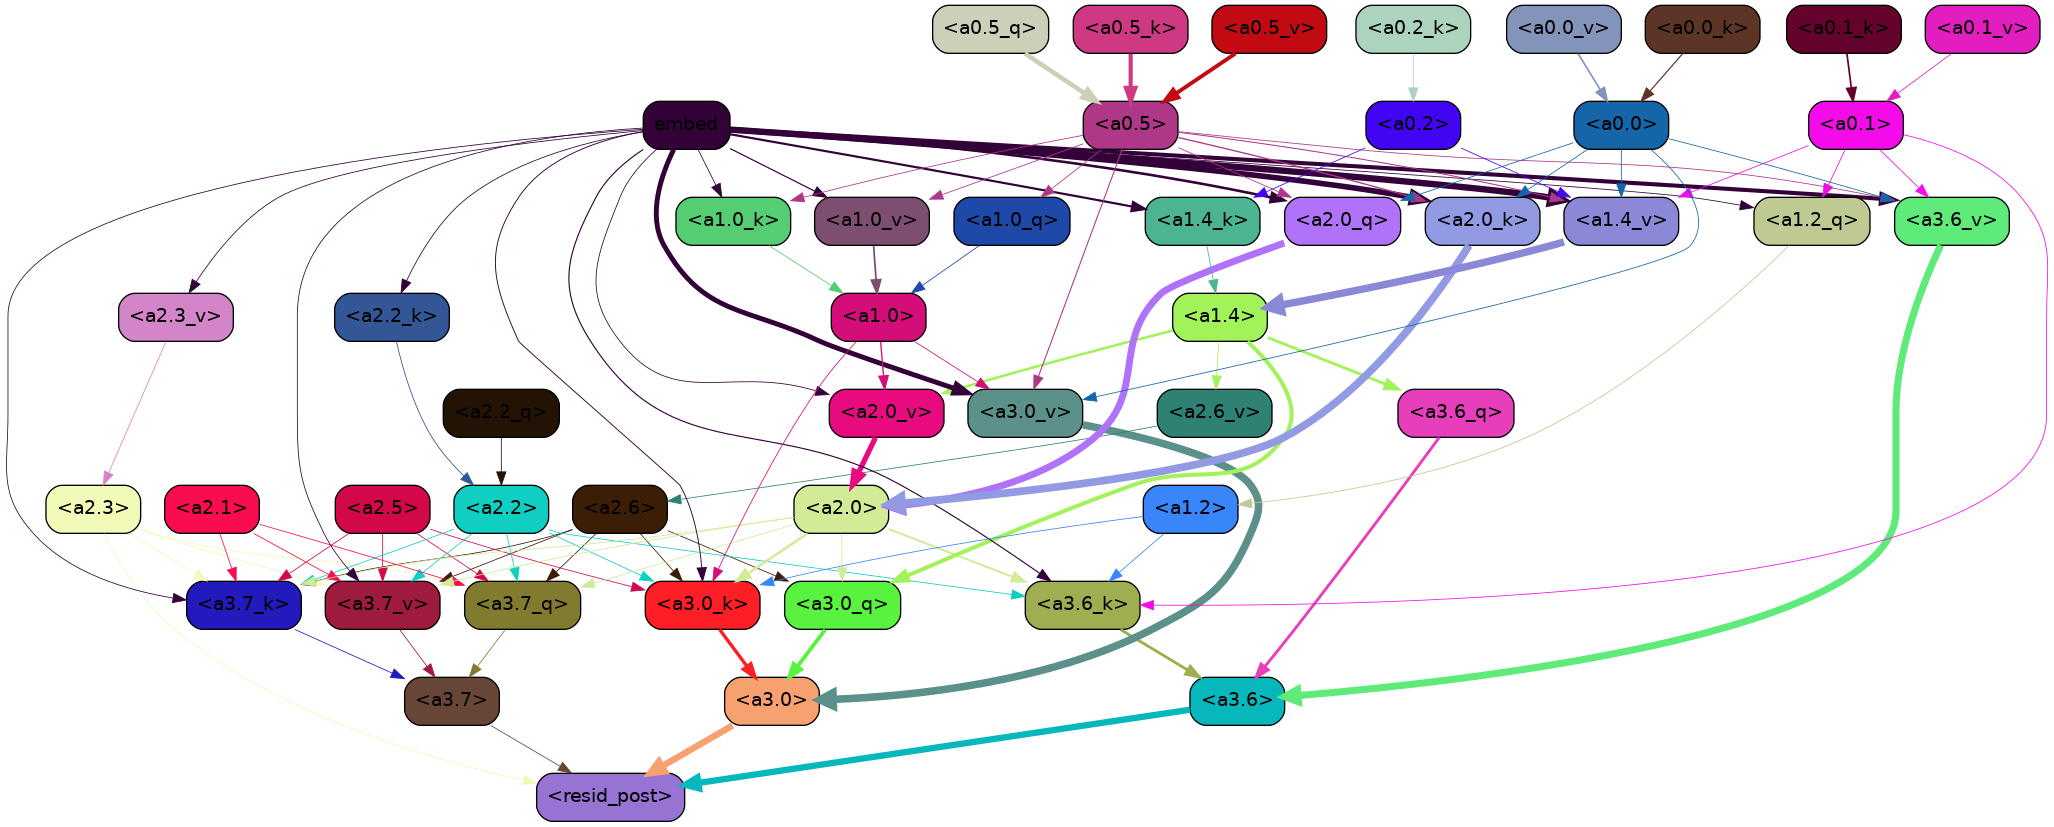 <a0.5_q> <a0.5_k> <a0.5_v> <a0.2_k> <a0.0_v> <a0.0_k> <a0.1_k> <a0.1_v>
embed <a0.5> <a0.2> <a0.0> <a0.1>
<a1.0_k> <a1.0_v> <a1.0_q> <a1.4_k> <a2.0_q> <a2.0_k> <a1.4_v> <a1.2_q> <a3.6_v>
<a2.3_v> <a2.2_k> <a1.0> <a1.4>
<a2.2_q> <a2.0_v> <a3.0_v> <a2.6_v> <a3.6_q>
<a2.3> <a2.1> <a2.5> <a2.2> <a2.6> <a2.0> <a1.2>
<a3.7_k> <a3.7_v> <a3.7_q> <a3.0_k> <a3.0_q> <a3.6_k>
<a3.7> <a3.0> <a3.6>
<resid_post>